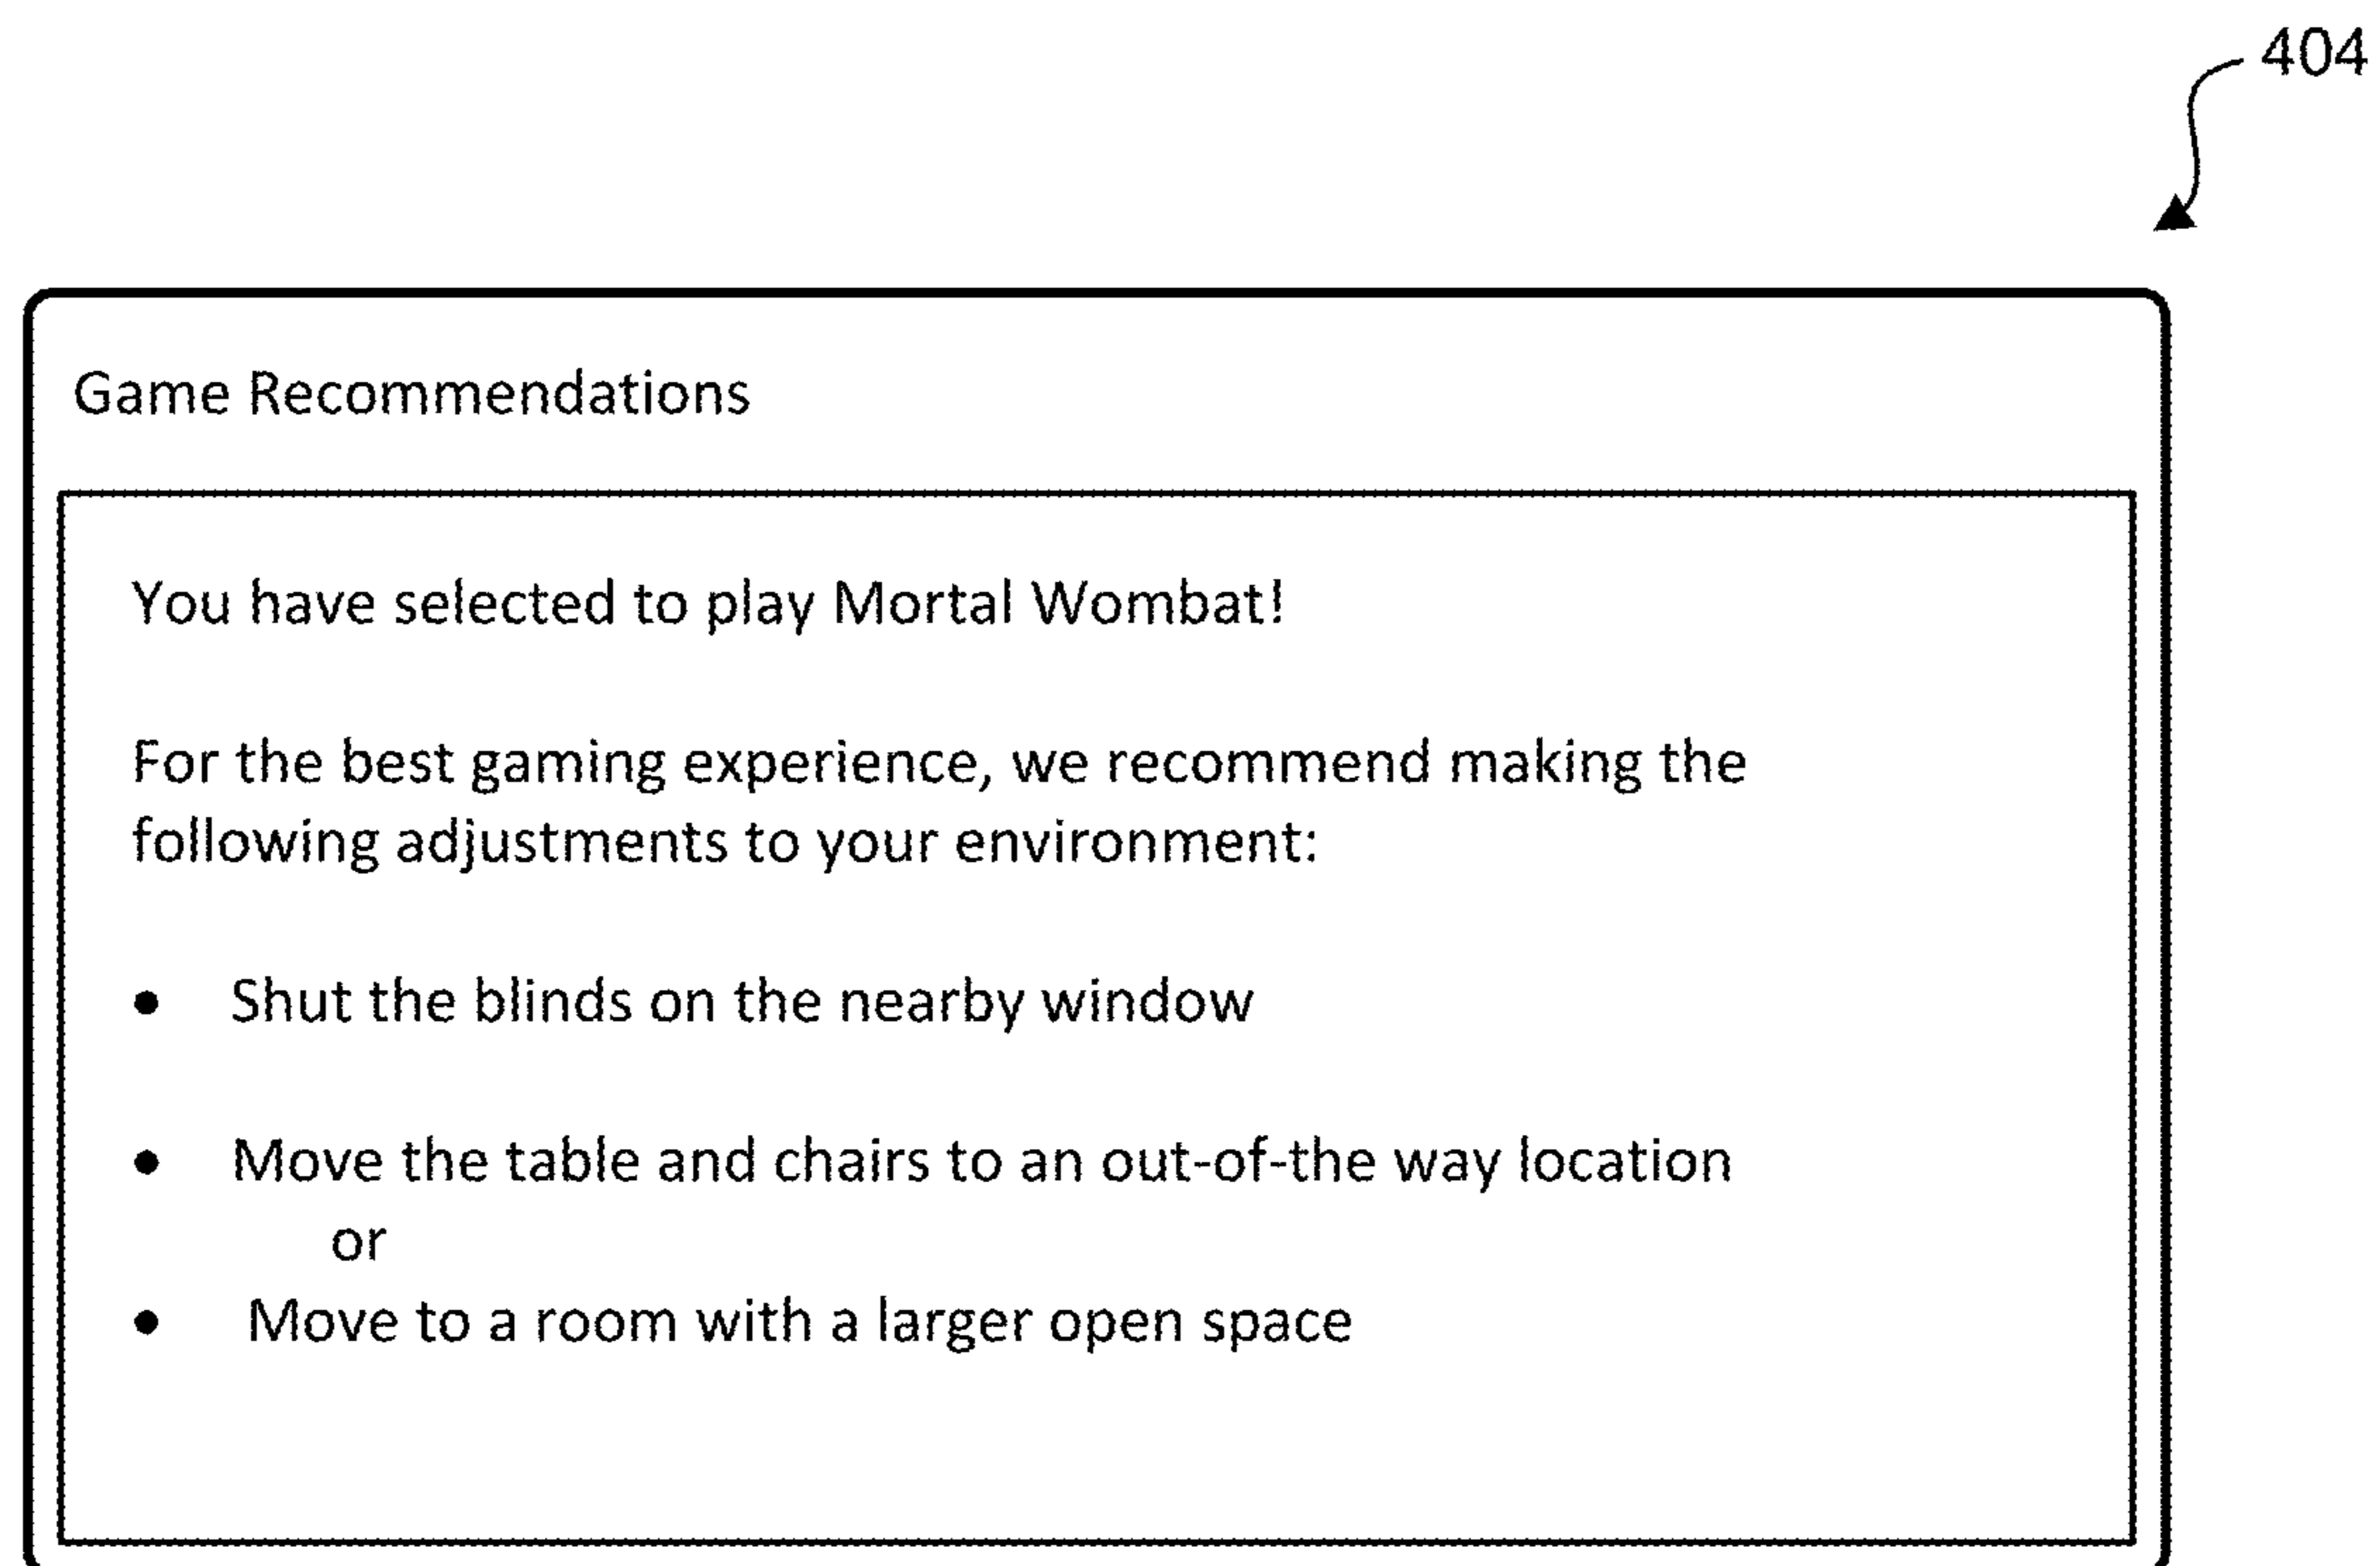 404
Game Recommendations
You have selected to play Mortal Wombat!
For the best gaming experience, we recommend making the
following adjustments to your environment:
• Shut the blinds on the nearby window
• Move the table and chairs to an out-of-the way location
or
• Move to a room with a larger open space